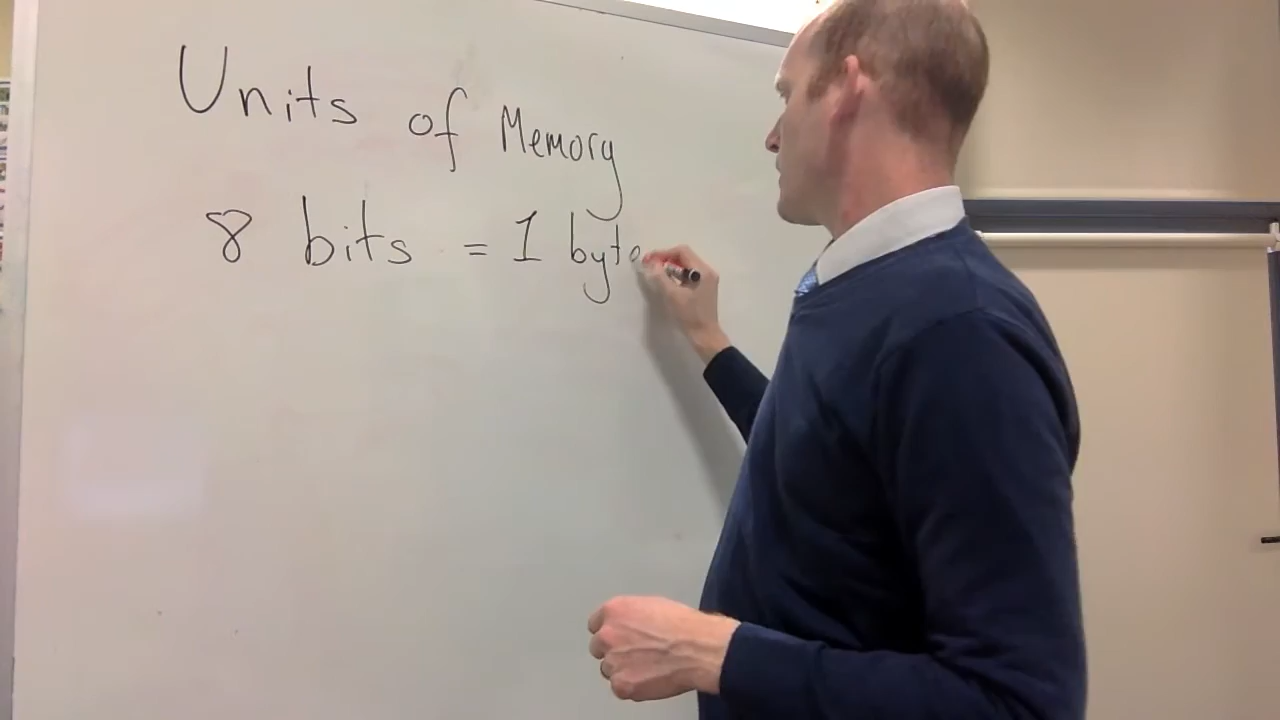 Units of Memory
8 bits = 1 byte